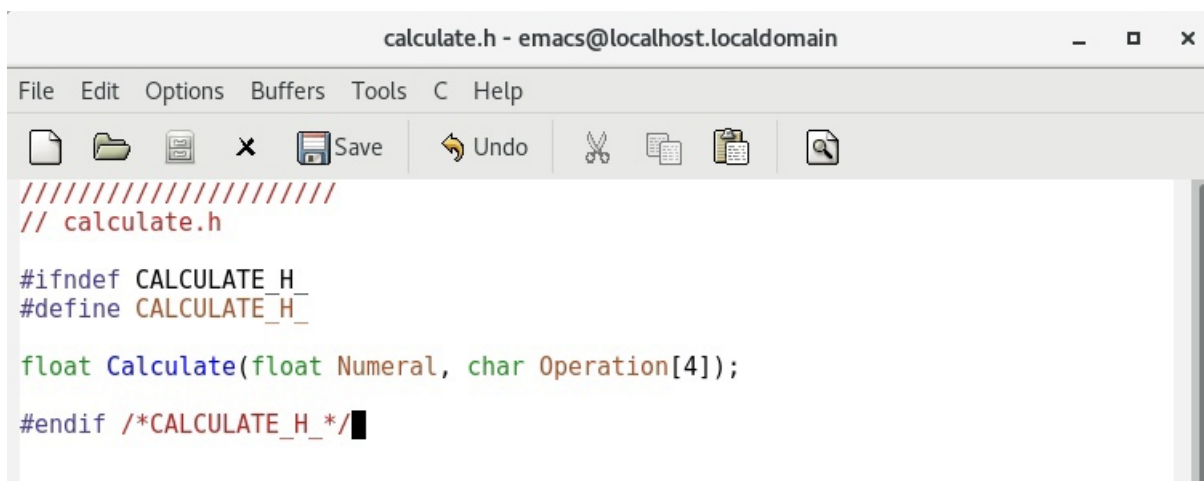 calculate.h - emacs@localhost.localdomain
File Edit Options Buffers Tools C Help
Save Undo
//////////////////////
// calculate.h
#ifndef CALCULATE_H_
#define CALCULATE_H_
float Calculate(float Numeral, char Operation[4]);
#endif /*CALCULATE_H_*/